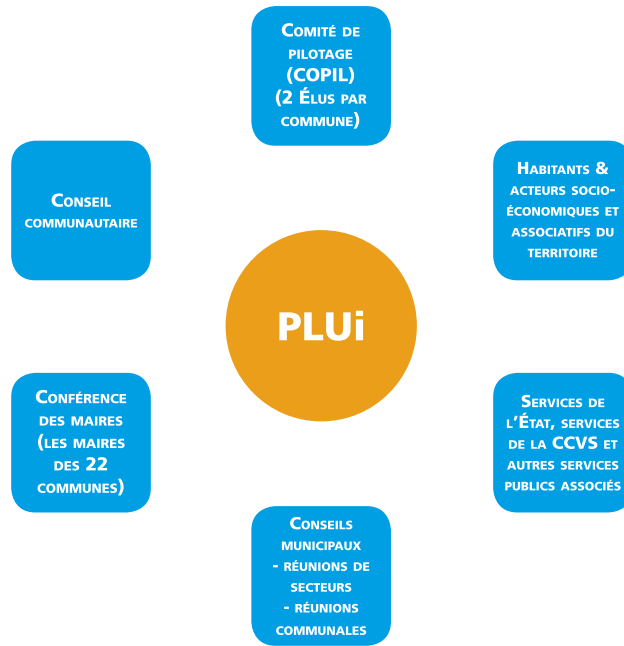 Comité de
pilotage
(COPIL)
(2 Élus par
commune)
Habitants &
acteurs socio-
économiques et
associatifs du
territoire
Conseil
communautaire
PLUi
Conférence
des maires
(les maires
des 22
communes)
Services de
l'État, services
de la CCVS et
autres services
publics associés
Conseils
municipaux
- réunions de
secteurs
- réunions
communales